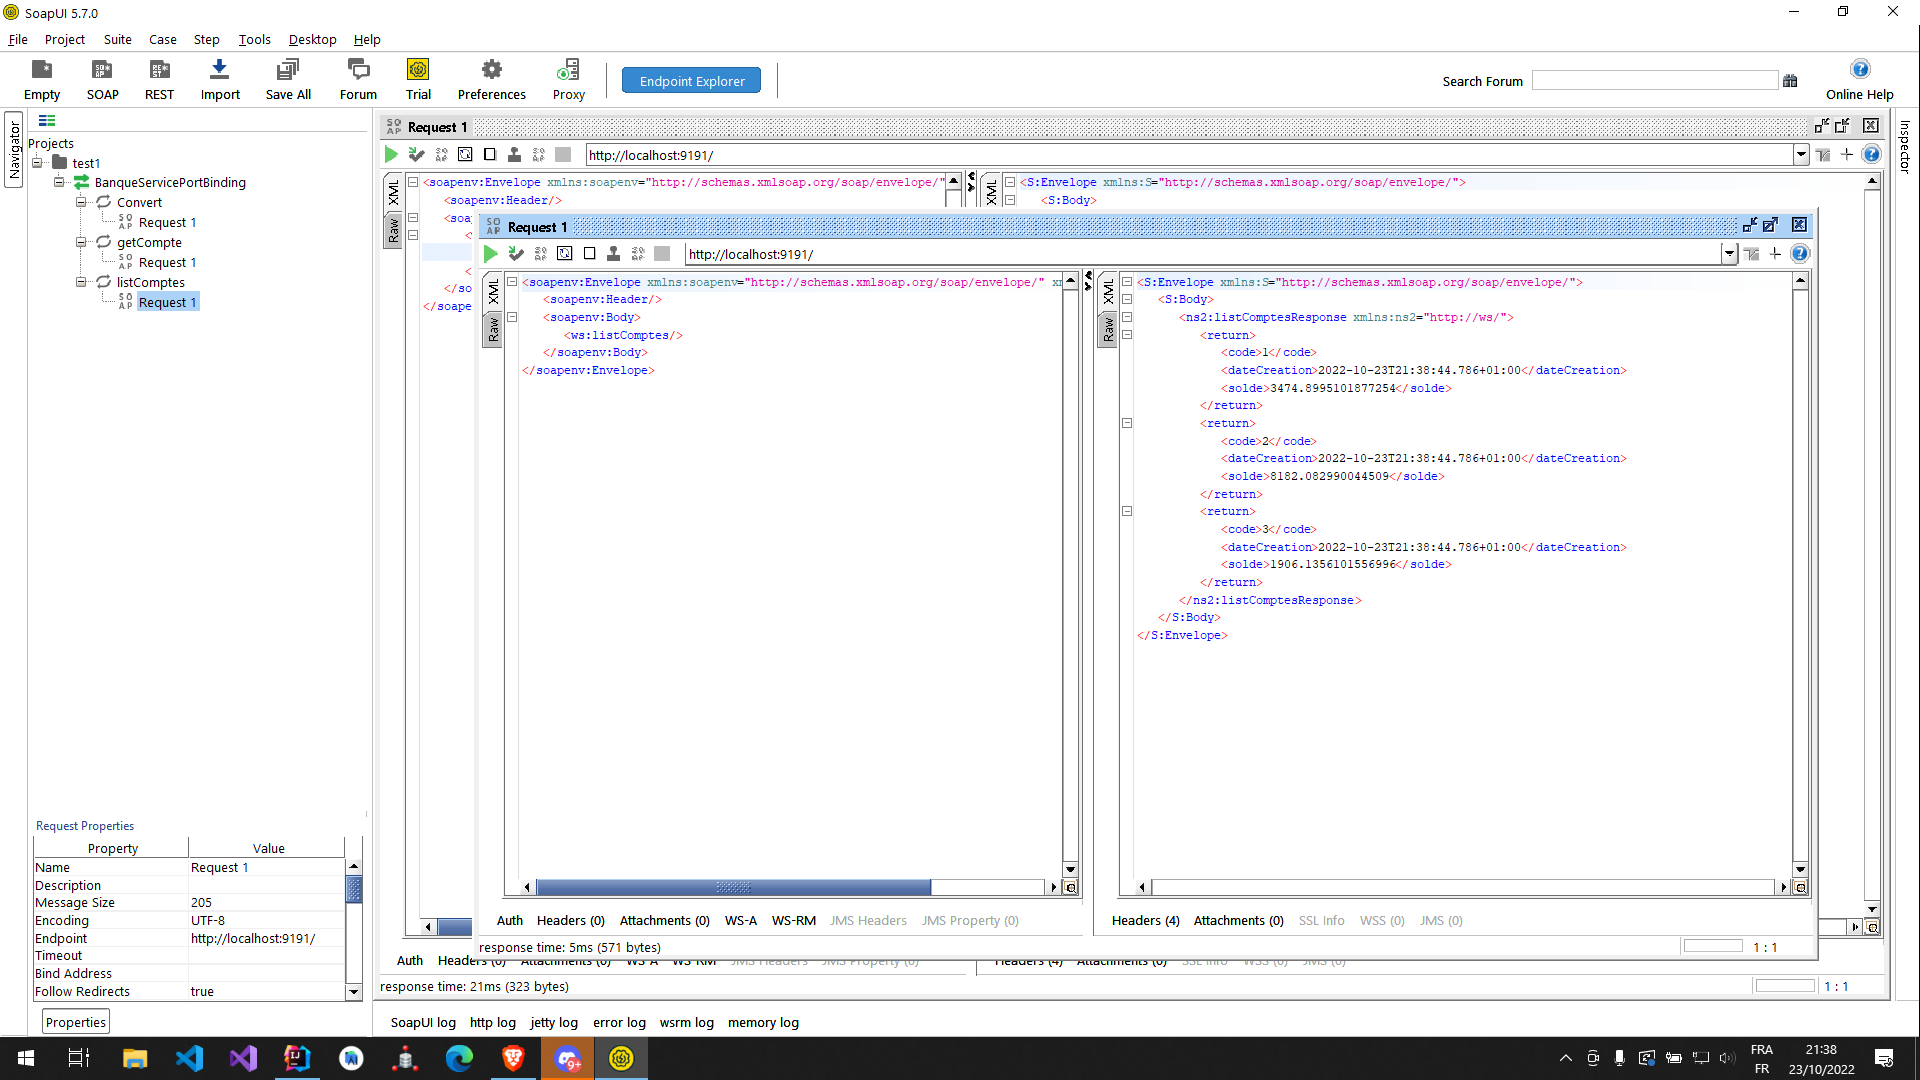 SoapUI 5.7.0
File Project Suite Case Step Tools Desktop Help
Empty SOAP REST Import Save All Forum Trial Preferences Proxy Endpoint Explorer Search Forum Online Help
Navigator
Inspector
Projects
test1
BanqueServicePortBinding
Convert
Request 1
getCompte
Request 1
listComptes
Request 1
Request 1
http://localhost:9191/
XML
Raw
<soapenv:Envelope xmlns:soapenv="http://schemas.xmlsoap.org/soap/envelope/"
<soapenv:Header/>
<soa
<
<
</so
</soapen
XML
<S:Envelope xmlns:S="http://schemas.xmlsoap.org/soap/envelope/">
<S:Body>
Request 1
http://localhost:9191/
XML
Raw
<soapenv:Envelope xmlns:soapenv="http://schemas.xmlsoap.org/soap/envelope/" xm
<soapenv:Header/>
<soapenv:Body>
<ws:listComptes/>
</soapenv:Body>
</soapenv:Envelope>
XML
Raw
<S:Envelope xmlns:S="http://schemas.xmlsoap.org/soap/envelope/">
<S:Body>
<ns2:listComptesResponse xmlns:ns2="http://ws/">
<return>
<code>1</code>
<dateCreation>2022-10-23T21:38:44.786+01:00</dateCreation>
<solde>3474.8995101877254</solde>
</return>
<return>
<code>2</code>
<dateCreation>2022-10-23T21:38:44.786+01:00</dateCreation>
<solde>8182.082990044509</solde>
</return>
<return>
<code>3</code>
<dateCreation>2022-10-23T21:38:44.786+01:00</dateCreation>
<solde>1906.1356101556996</solde>
</return>
</ns2:listComptesResponse>
</S:Body>
</S:Envelope>
Auth Headers (0) Attachments (0) WS-A WS-RM JMS Headers JMS Property (0)
Headers (4) Attachments (0) SSL Info WSS (0) JMS (0)
response time: 5ms (571 bytes) 1 : 1
Auth Headers (0) Attachments (0) WS-A WS-RM JMS Headers JMS Property (0)
Headers (4) Attachments (0) SSL Info WSS (0) JMS (0)
response time: 21ms (323 bytes) 1 : 1
Request Properties
Property Value
Name Request 1
Description
Message Size 205
Encoding UTF-8
Endpoint http://localhost:9191/
Timeout
Bind Address
Follow Redirects true
Properties
SoapUI log http log jetty log error log wsrm log memory log
9+
FRA
FR
21:38
23/10/2022